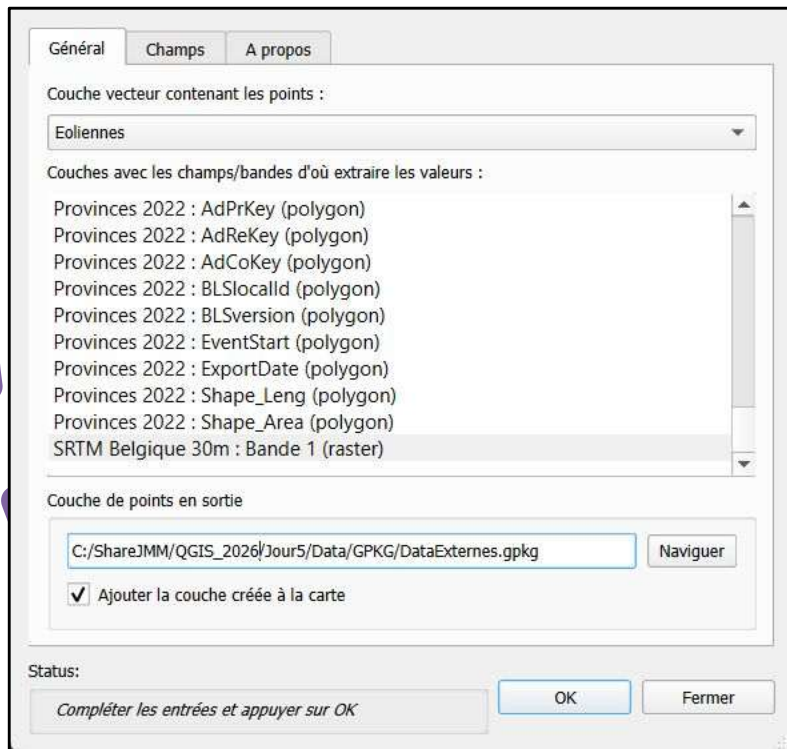 Général Champs A propos
Couche vecteur contenant les points :
Eoliennes
Couches avec les champs/bandes d'où extraire les valeurs :
Provinces 2022 : AdPrKey (polygon)
Provinces 2022 : AdReKey (polygon)
Provinces 2022 : AdCoKey (polygon)
Provinces 2022 : BLSlocalId (polygon)
Provinces 2022 : BLSversion (polygon)
Provinces 2022 : EventStart (polygon)
Provinces 2022 : ExportDate (polygon)
Provinces 2022 : Shape_Leng (polygon)
Provinces 2022 : Shape_Area (polygon)
SRTM Belgique 30m : Bande 1 (raster)
Couche de points en sortie
C:/ShareJMM/QGIS_2026/Jour5/Data/GPKG/DataExternes.gpkg Naviguer
Ajouter la couche créée à la carte
Status:
Compléter les entrées et appuyer sur OK
OK Fermer